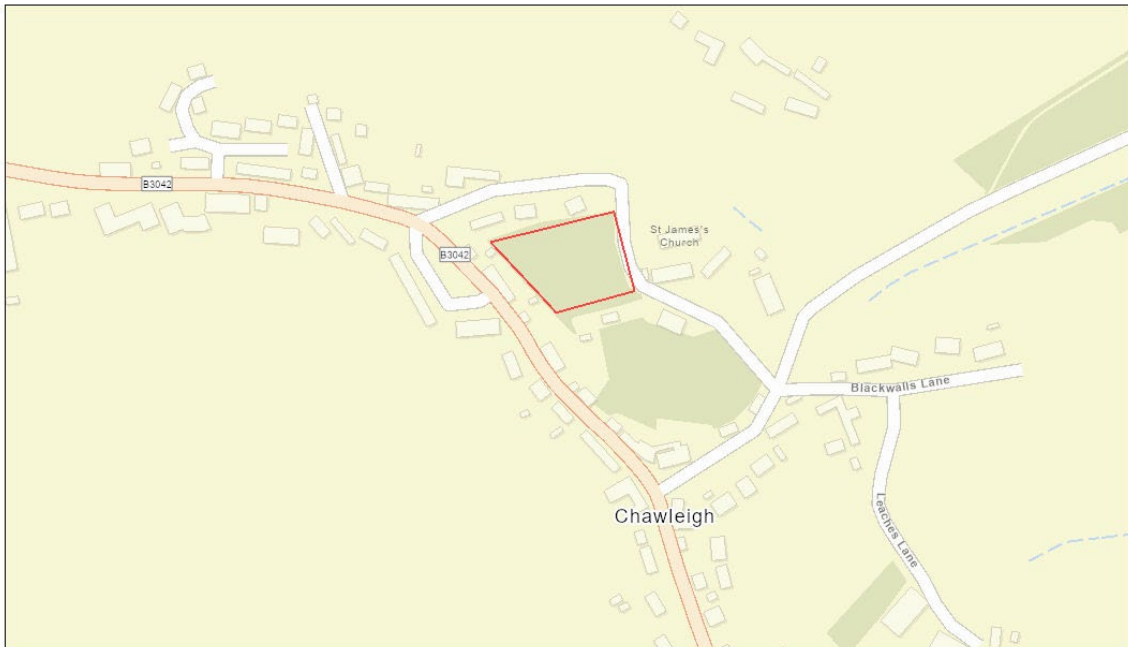 B3042
St James's
Church
B3042
Blackwalls Lane
Leaches Lane
Chawleigh